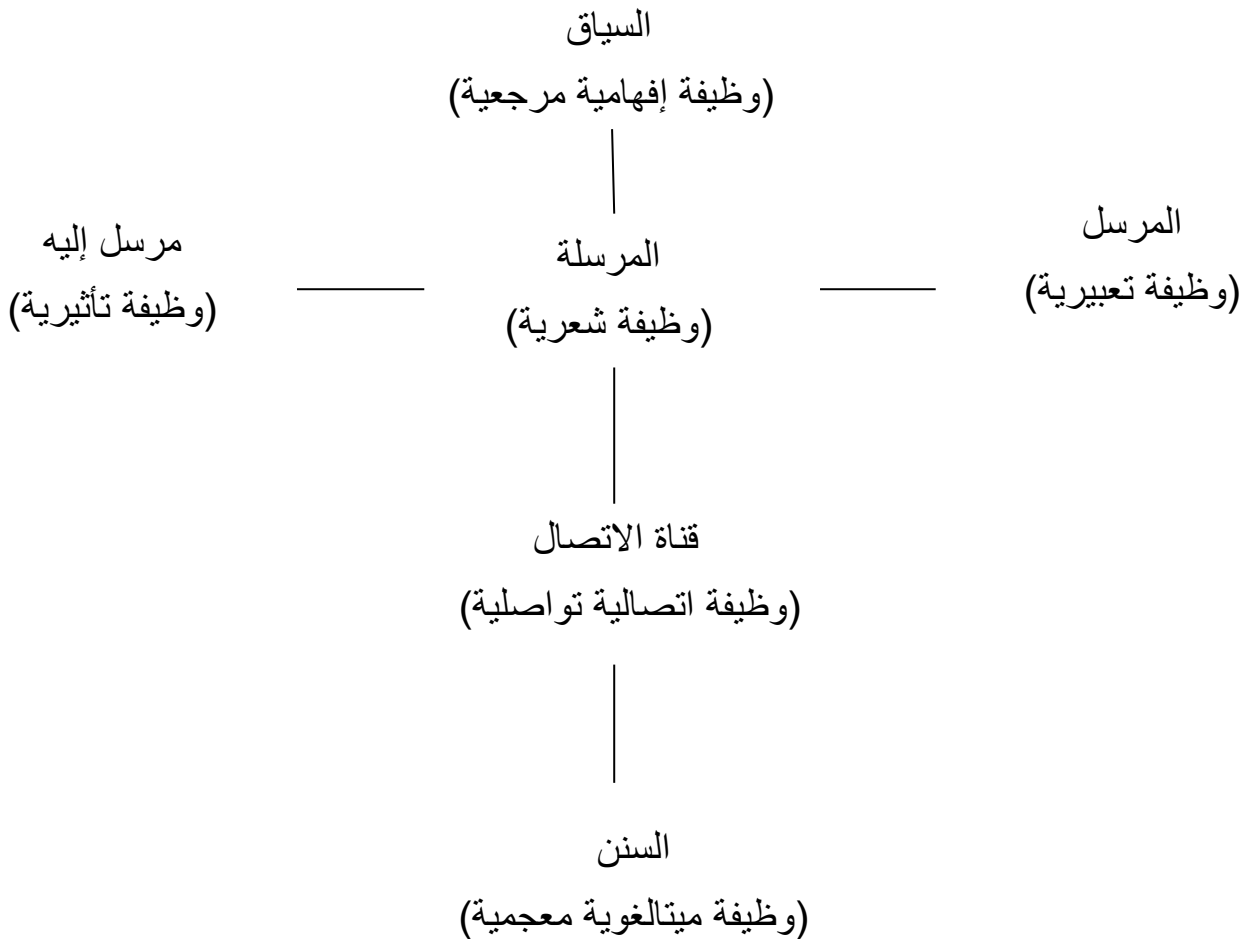 السياق
(وظيفة إفهامية مرجعية)
المرسل
(وظيفة تعبيرية)
المرسلة
(وظيفة شعرية)
مرسل إليه
(وظيفة تأثيرية)
قناة الاتصال
(وظيفة اتصالية تواصلية)
السنن
(وظيفة ميتالغوية معجمية)